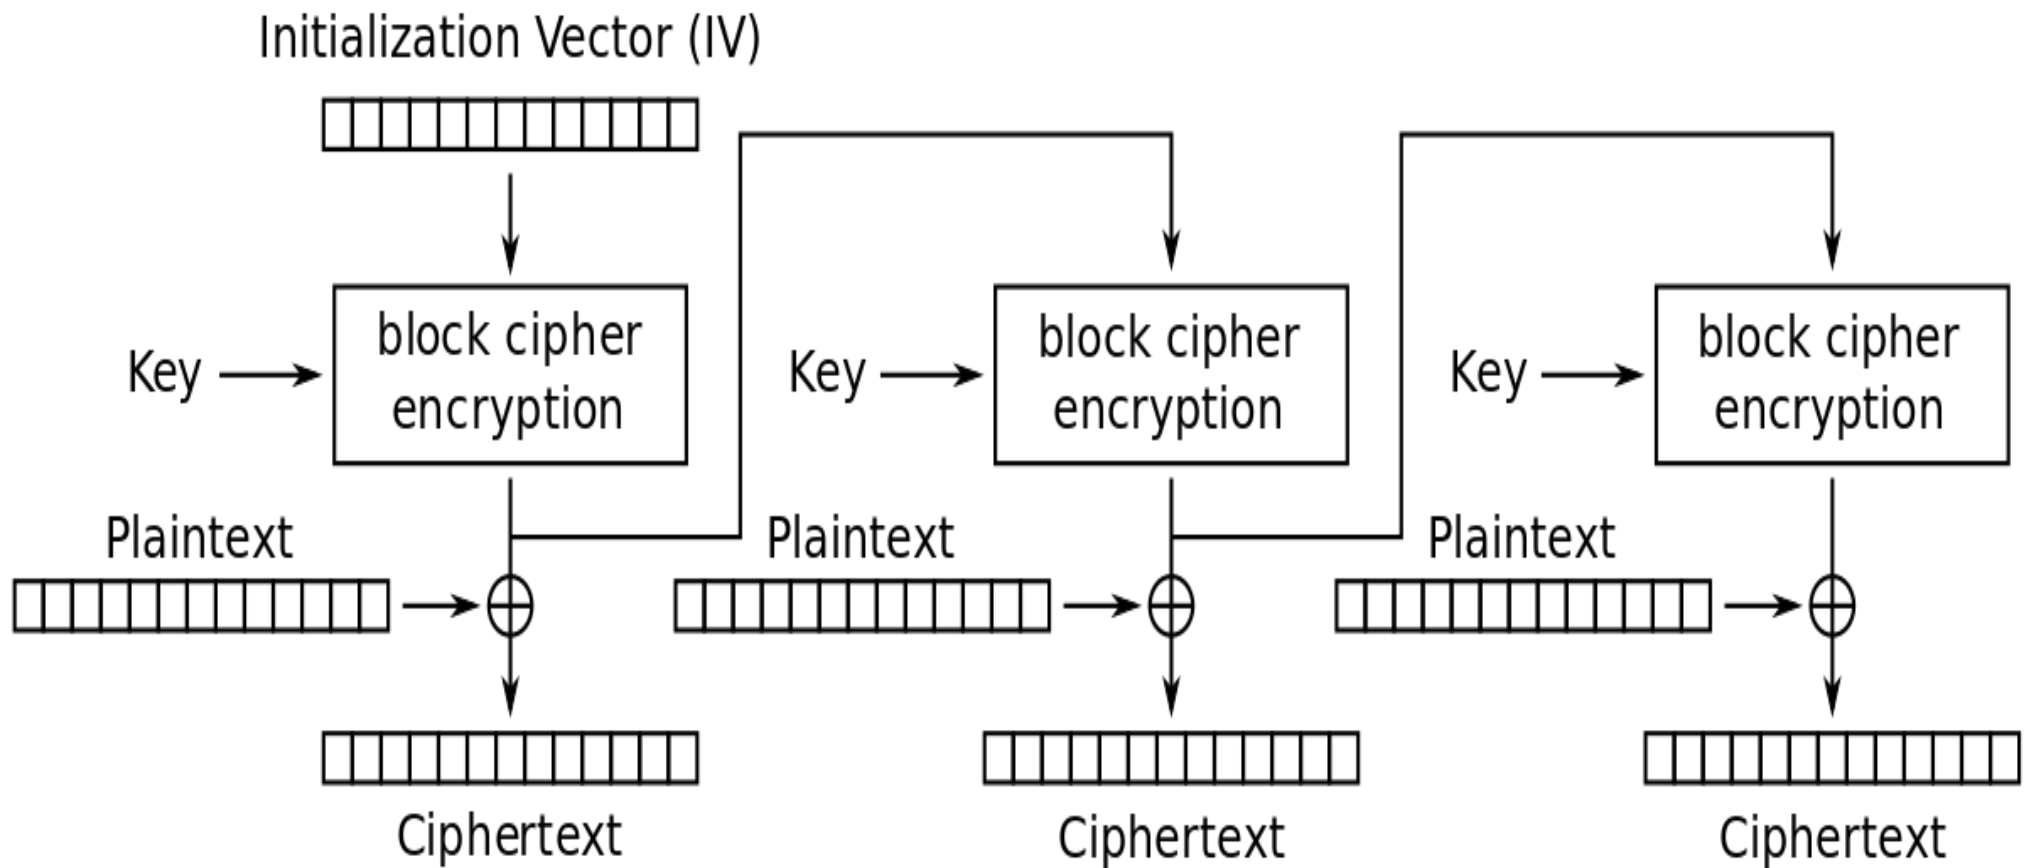 Initialization Vector (IV)
block cipher
encryption
Key
block cipher
encryption
Key
block cipher
encryption
Key
Plaintext
Plaintext
Plaintext
Ciphertext
Ciphertext
Ciphertext